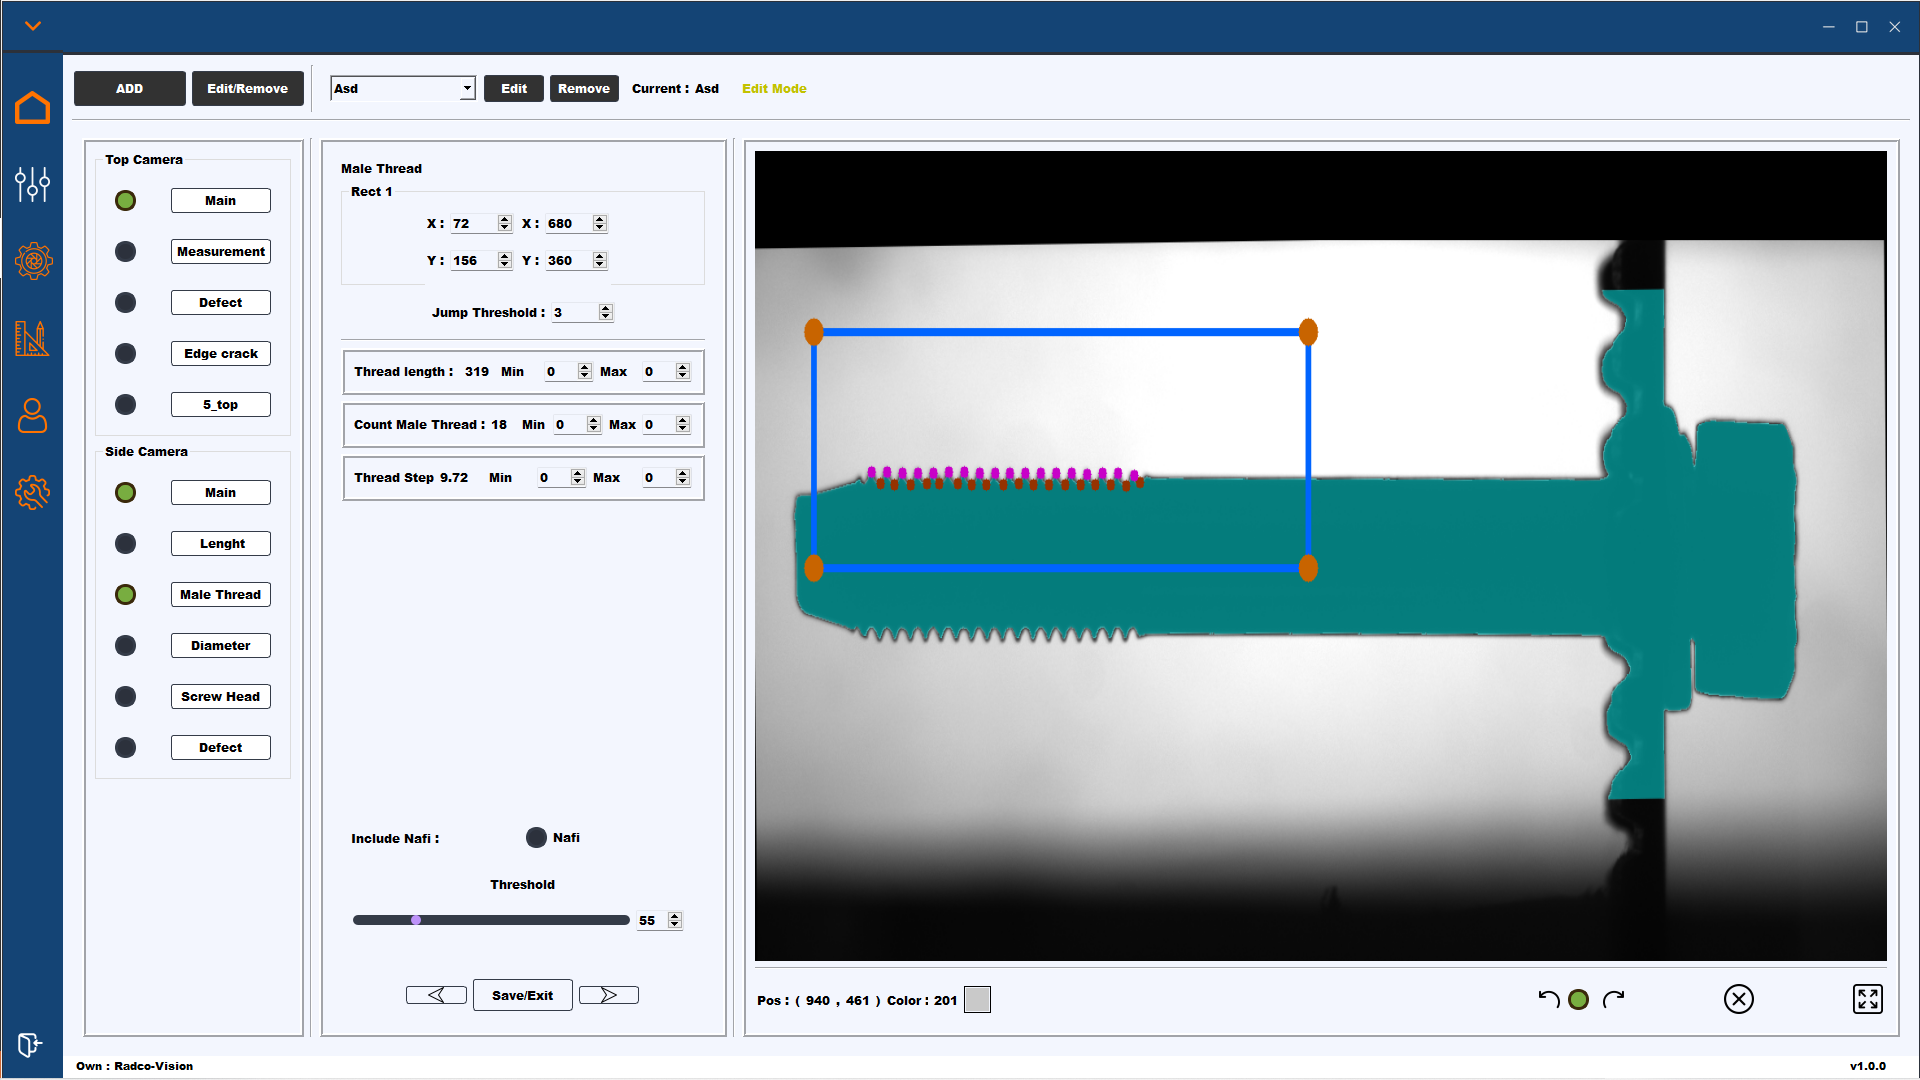 ADD Edit/Remove Asd Edit Remove Current : Asd Edit Mode
Top Camera
Main
Measurement
Defect
Edge crack
5_top
Side Camera
Main
Lenght
Male Thread
Diameter
Screw Head
Defect
Male Thread
Rect 1
X : 72 X : 680
Y : 156 Y : 360
Jump Threshold : 3
Thread length : 319 Min 0 Max 0
Count Male Thread : 18 Min 0 Max 0
Thread Step 9.72 Min 0 Max 0
Include Nafi : Nafi
Threshold
55
Save/Exit
Pos : ( 940 , 461 ) Color : 201
Own : Radco-Vision
v1.0.0